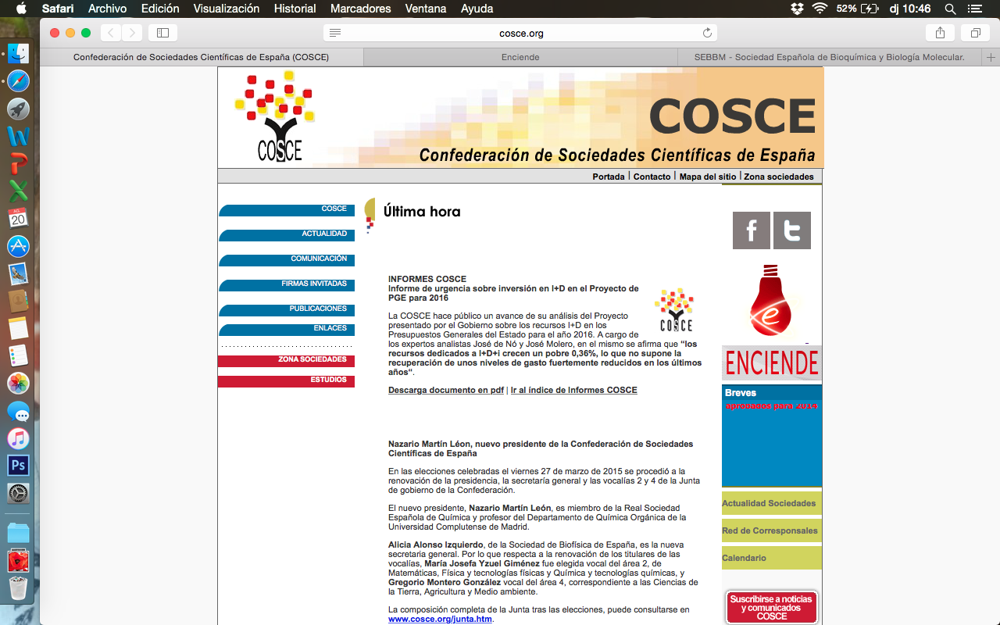 Safari Archivo Edición Visualización Historial Marcadores Ventana Ayuda 52% dj 10:46
cosce.org
Confederación de Sociedades Científicas de España (COSCE) Enciende SEBBM - Sociedad Española de Bioquímica y Biología Molecular.
COSCE
COSCE
Confederación de Sociedades Científicas de España
Portada | Contacto | Mapa del sitio | Zona sociedades
COSCE
ACTUALIDAD
COMUNICACIÓN
FIRMAS INVITADAS
PUBLICACIONES
ENLACES
ZONA SOCIEDADES
ESTUDIOS
Última hora
INFORMES COSCE
Informe de urgencia sobre inversión en I+D en el Proyecto de
PGE para 2016
La COSCE hace público un avance de su análisis del Proyecto
presentado por el Gobierno sobre los recursos I+D en los
Presupuestos Generales del Estado para el año 2016. A cargo de
los expertos analistas José de Nó y José Molero, en el mismo se afirma que “los
recursos dedicados a I+D+i crecen un pobre 0,36%, lo que no supone la
recuperación de unos niveles de gasto fuertemente reducidos en los últimos
años“.
COSCE
Descarga documento en pdf | Ir al índice de Informes COSCE
Nazario Martín Léon, nuevo presidente de la Confederación de Sociedades
Científicas de España
En las elecciones celebradas el viernes 27 de marzo de 2015 se procedió a la
renovación de la presidencia, la secretaría general y las vocalías 2 y 4 de la Junta
de gobierno de la Confederación.
El nuevo presidente, Nazario Martín León, es miembro de la Real Sociedad
Española de Química y profesor del Departamento de Química Orgánica de la
Universidad Complutense de Madrid.
Alicia Alonso Izquierdo, de la Sociedad de Biofísica de España, es la nueva
secretaria general. Por lo que respecta a la renovación de los titulares de las
vocalías, María Josefa Yzuel Giménez fue elegida vocal del área 2, de
Matemáticas, Física y tecnologías físicas y Química y tecnologías químicas, y
Gregorio Montero González vocal del área 4, correspondiente a las Ciencias de
la Tierra, Agricultura y Medio ambiente.
La composición completa de la Junta tras las elecciones, puede consultarse en
www.cosce.org/junta.htm.
f t
e
ENCIENDE
Breves
aprobados para 2014
Actualidad Sociedades
Red de Corresponsales
Calendario
Suscribirse a noticias
y comunicados
COSCE
W
P
X
20
Ps